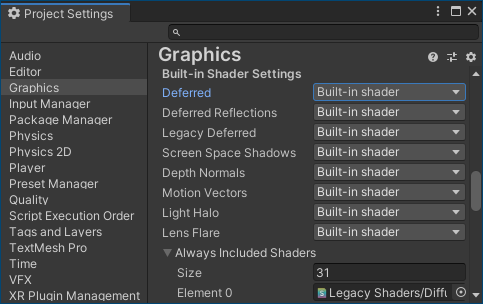 Project Settings
Audio
Editor
Graphics
Input Manager
Package Manager
Physics
Physics 2D
Player
Preset Manager
Quality
Script Execution Order
Tags and Layers
TextMesh Pro
Time
VFX
XR Plugin Management
Graphics
Built-in Shader Settings
Deferred Built-in shader
Deferred Reflections Built-in shader
Legacy Deferred Built-in shader
Screen Space Shadows Built-in shader
Depth Normals Built-in shader
Motion Vectors Built-in shader
Light Halo Built-in shader
Lens Flare Built-in shader
Always Included Shaders
Size 31
Element 0 Legacy Shaders/Diffu